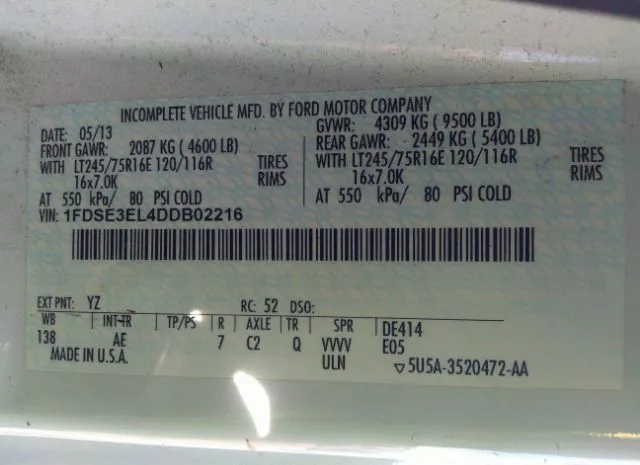 INCOMPLETE VEHICLE MFD. BY FORD MOTOR COMPANY
DATE: 05/13 GVWR: 4309 KG ( 9500 LB)
FRONT GAWR: 2087 KG ( 4600 LB) REAR GAWR: 2449 KG ( 5400 LB)
WITH LT245/75R16E 120/116R TIRES WITH LT245/75R16E 120/116R TIRES
16x7.0K RIMS 16x7.0K RIMS
AT 550 kPa/ 80 PSI COLD AT 550 kPa/ 80 PSI COLD
VIN: 1FDSE3EL4DDB02216
EXT PNT: YZ RC: 52 DSO:
WB INT TR TP/PS R AXLE TR SPR DE414
138 AE 7 C2 Q VVVV E05
MADE IN U.S.A. ULN ▽5U5A-3520472-AA